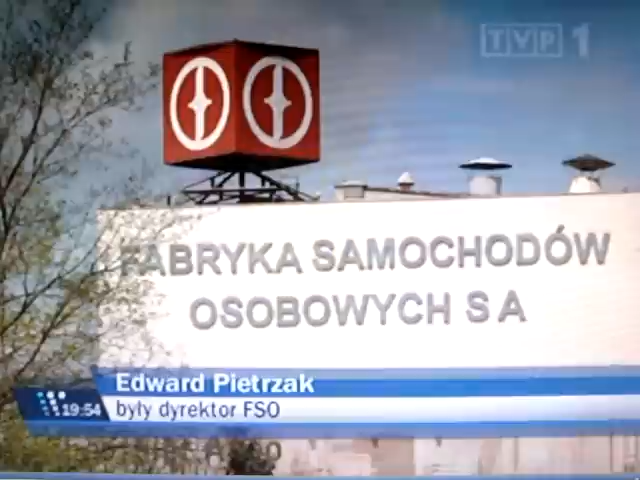 TVP 1
FABRYKA SAMOCHODÓW
OSOBOWYCH S A
Edward Pietrzak
19:54
były dyrektor FSO